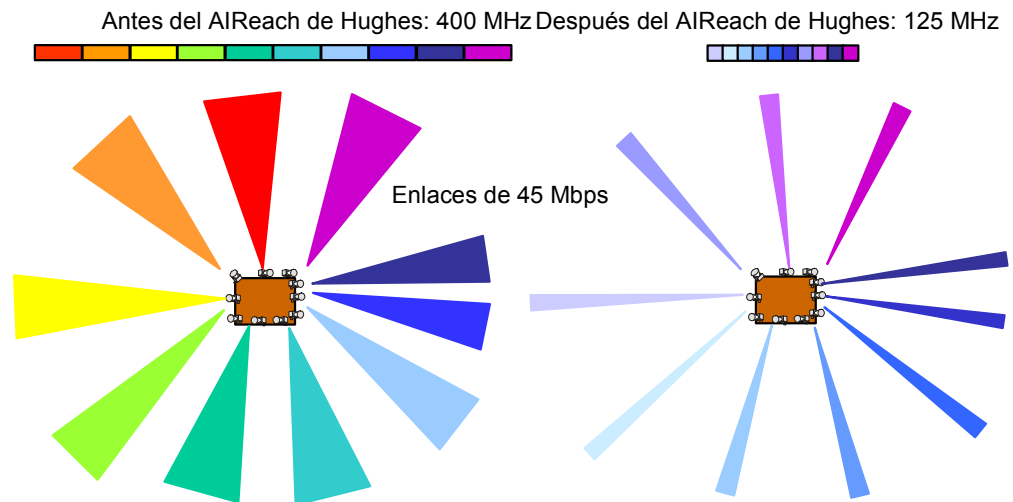 Antes del AIReach de Hughes: 400 MHz
Después del AIReach de Hughes: 125 MHz
Enlaces de 45 Mbps